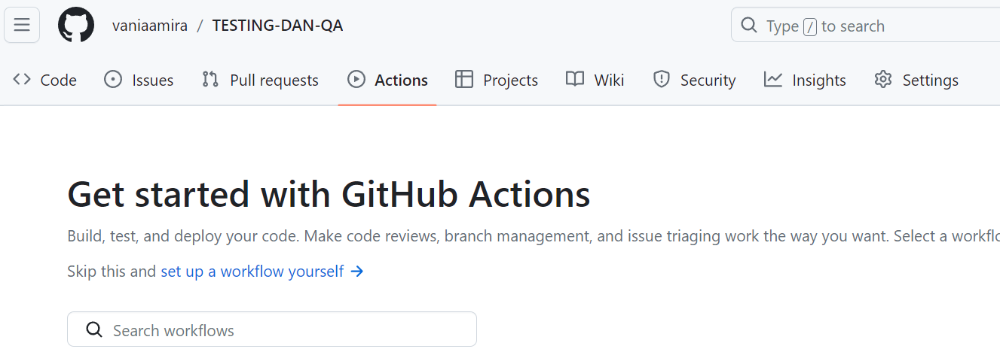 vaniaamira / TESTING-DAN-QA
Type / to search
Code Issues Pull requests Actions Projects Wiki Security Insights Settings
Get started with GitHub Actions
Build, test, and deploy your code. Make code reviews, branch management, and issue triaging work the way you want. Select a workflo
Skip this and set up a workflow yourself →
Search workflows